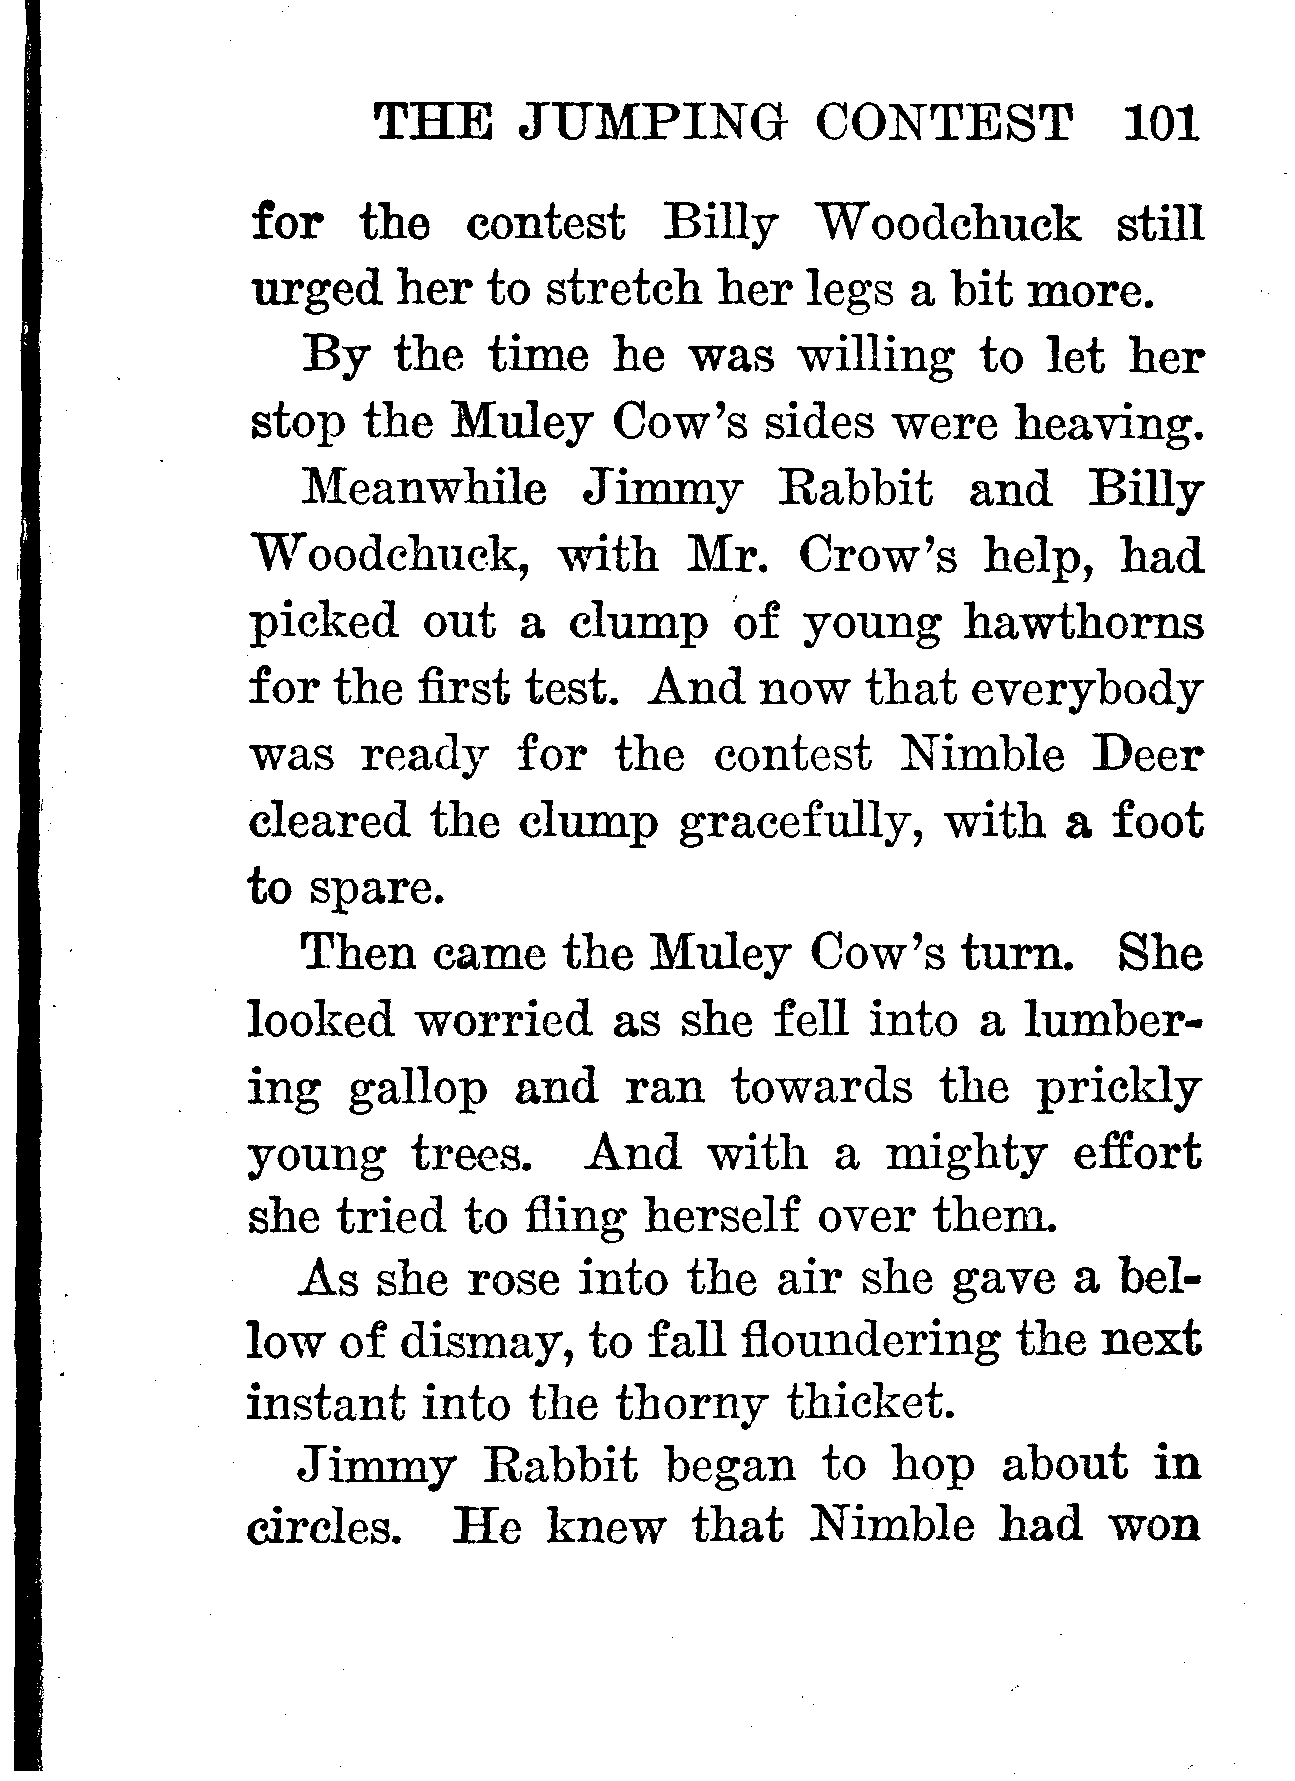 THE JUMPING CONTEST 101
for the contest Billy Woodchuck still
urged her to stretch her legs a bit more.
By the time he was willing to let her
stop the Muley Cow's sides were heaving.
Meanwhile Jimmy Rabbit and Billy
Woodchuck, with Mr. Crow's help, had
picked out a clump of young hawthorns
for the first test. And now that everybody
was ready for the contest Nimble Deer
cleared the clump gracefully, with a foot
to spare.
Then came the Muley Cow's turn. She
looked worried as she fell into a lumber-
ing gallop and ran towards the prickly
young trees. And with a mighty effort
she tried to fling herself over them.
As she rose into the air she gave a bel-
low of dismay, to fall floundering the next
instant into the thorny thicket.
Jimmy Rabbit began to hop about in
circles. He knew that Nimble had won